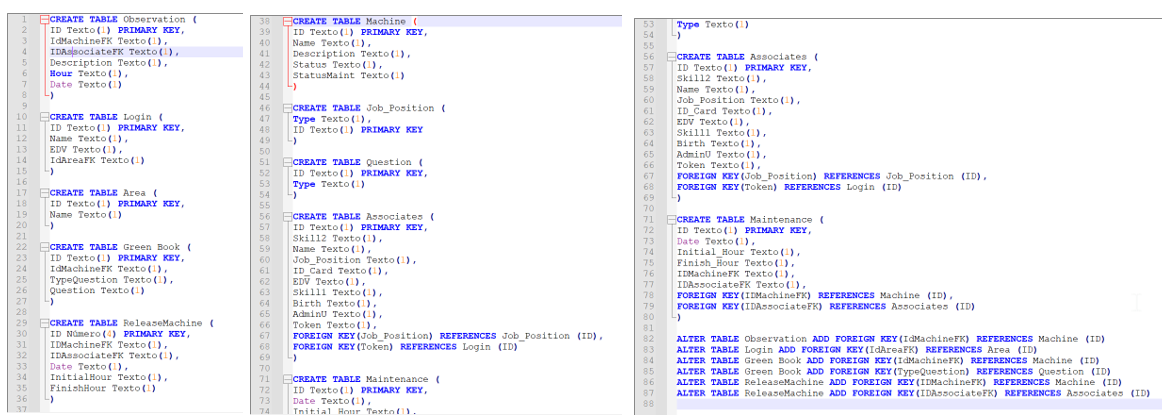 1 CREATE TABLE Observation (
2 ID Texto(1) PRIMARY KEY,
3 IdMachineFK Texto(1),
4 IDAssociateFK Texto(1),
5 Description Texto(1),
6 Hour Texto(1),
7 Date Texto(1)
8 )
9
10 CREATE TABLE Login (
11 ID Texto(1) PRIMARY KEY,
12 Name Texto(1),
13 EDV Texto(1),
14 IdAreaFK Texto(1)
15 )
16
17 CREATE TABLE Area (
18 ID Texto(1) PRIMARY KEY,
19 Name Texto(1)
20 )
21
22 CREATE TABLE Green Book (
23 ID Texto(1) PRIMARY KEY,
24 IdMachineFK Texto(1),
25 TypeQuestion Texto(1),
26 Question Texto(1)
27 )
28
29 CREATE TABLE ReleaseMachine (
30 ID Número(4) PRIMARY KEY,
31 IDMachineFK Texto(1),
32 IDAssociateFK Texto(1),
33 Date Texto(1),
34 InitialHour Texto(1),
35 FinishHour Texto(1)
36 )
37
38 CREATE TABLE Machine (
39 ID Texto(1) PRIMARY KEY,
40 Name Texto(1),
41 Description Texto(1),
42 Status Texto(1),
43 StatusMaint Texto(1)
44 )
45
46 CREATE TABLE Job_Position (
47 Type Texto(1),
48 ID Texto(1) PRIMARY KEY
49 )
50
51 CREATE TABLE Question (
52 ID Texto(1) PRIMARY KEY,
53 Type Texto(1)
54 )
55
56 CREATE TABLE Associates (
57 ID Texto(1) PRIMARY KEY,
58 Skill2 Texto(1),
59 Name Texto(1),
60 Job_Position Texto(1),
61 ID_Card Texto(1),
62 EDV Texto(1),
63 Skill1 Texto(1),
64 Birth Texto(1),
65 AdminU Texto(1),
66 Token Texto(1),
67 FOREIGN KEY(Job_Position) REFERENCES Job_Position (ID),
68 FOREIGN KEY(Token) REFERENCES Login (ID)
69 )
70
71 CREATE TABLE Maintenance (
72 ID Texto(1) PRIMARY KEY,
73 Date Texto(1),
74 Initial_Hour Texto(1),
53 Type Texto(1)
54 )
55
56 CREATE TABLE Associates (
57 ID Texto(1) PRIMARY KEY,
58 Skill2 Texto(1),
59 Name Texto(1),
60 Job_Position Texto(1),
61 ID_Card Texto(1),
62 EDV Texto(1),
63 Skill1 Texto(1),
64 Birth Texto(1),
65 AdminU Texto(1),
66 Token Texto(1),
67 FOREIGN KEY(Job_Position) REFERENCES Job_Position (ID),
68 FOREIGN KEY(Token) REFERENCES Login (ID)
69 )
70
71 CREATE TABLE Maintenance (
72 ID Texto(1) PRIMARY KEY,
73 Date Texto(1),
74 Initial_Hour Texto(1),
75 Finish_Hour Texto(1),
76 IDMachineFK Texto(1),
77 IDAssociateFK Texto(1),
78 FOREIGN KEY(IDMachineFK) REFERENCES Machine (ID),
79 FOREIGN KEY(IDAssociateFK) REFERENCES Associates (ID)
80 )
81
82 ALTER TABLE Observation ADD FOREIGN KEY(IdMachineFK) REFERENCES Machine (ID)
83 ALTER TABLE Login ADD FOREIGN KEY(IdAreaFK) REFERENCES Area (ID)
84 ALTER TABLE Green Book ADD FOREIGN KEY(IdMachineFK) REFERENCES Machine (ID)
85 ALTER TABLE Green Book ADD FOREIGN KEY(TypeQuestion) REFERENCES Question (ID)
86 ALTER TABLE ReleaseMachine ADD FOREIGN KEY(IDMachineFK) REFERENCES Machine (ID)
87 ALTER TABLE ReleaseMachine ADD FOREIGN KEY(IDAssociateFK) REFERENCES Associates (ID)
88